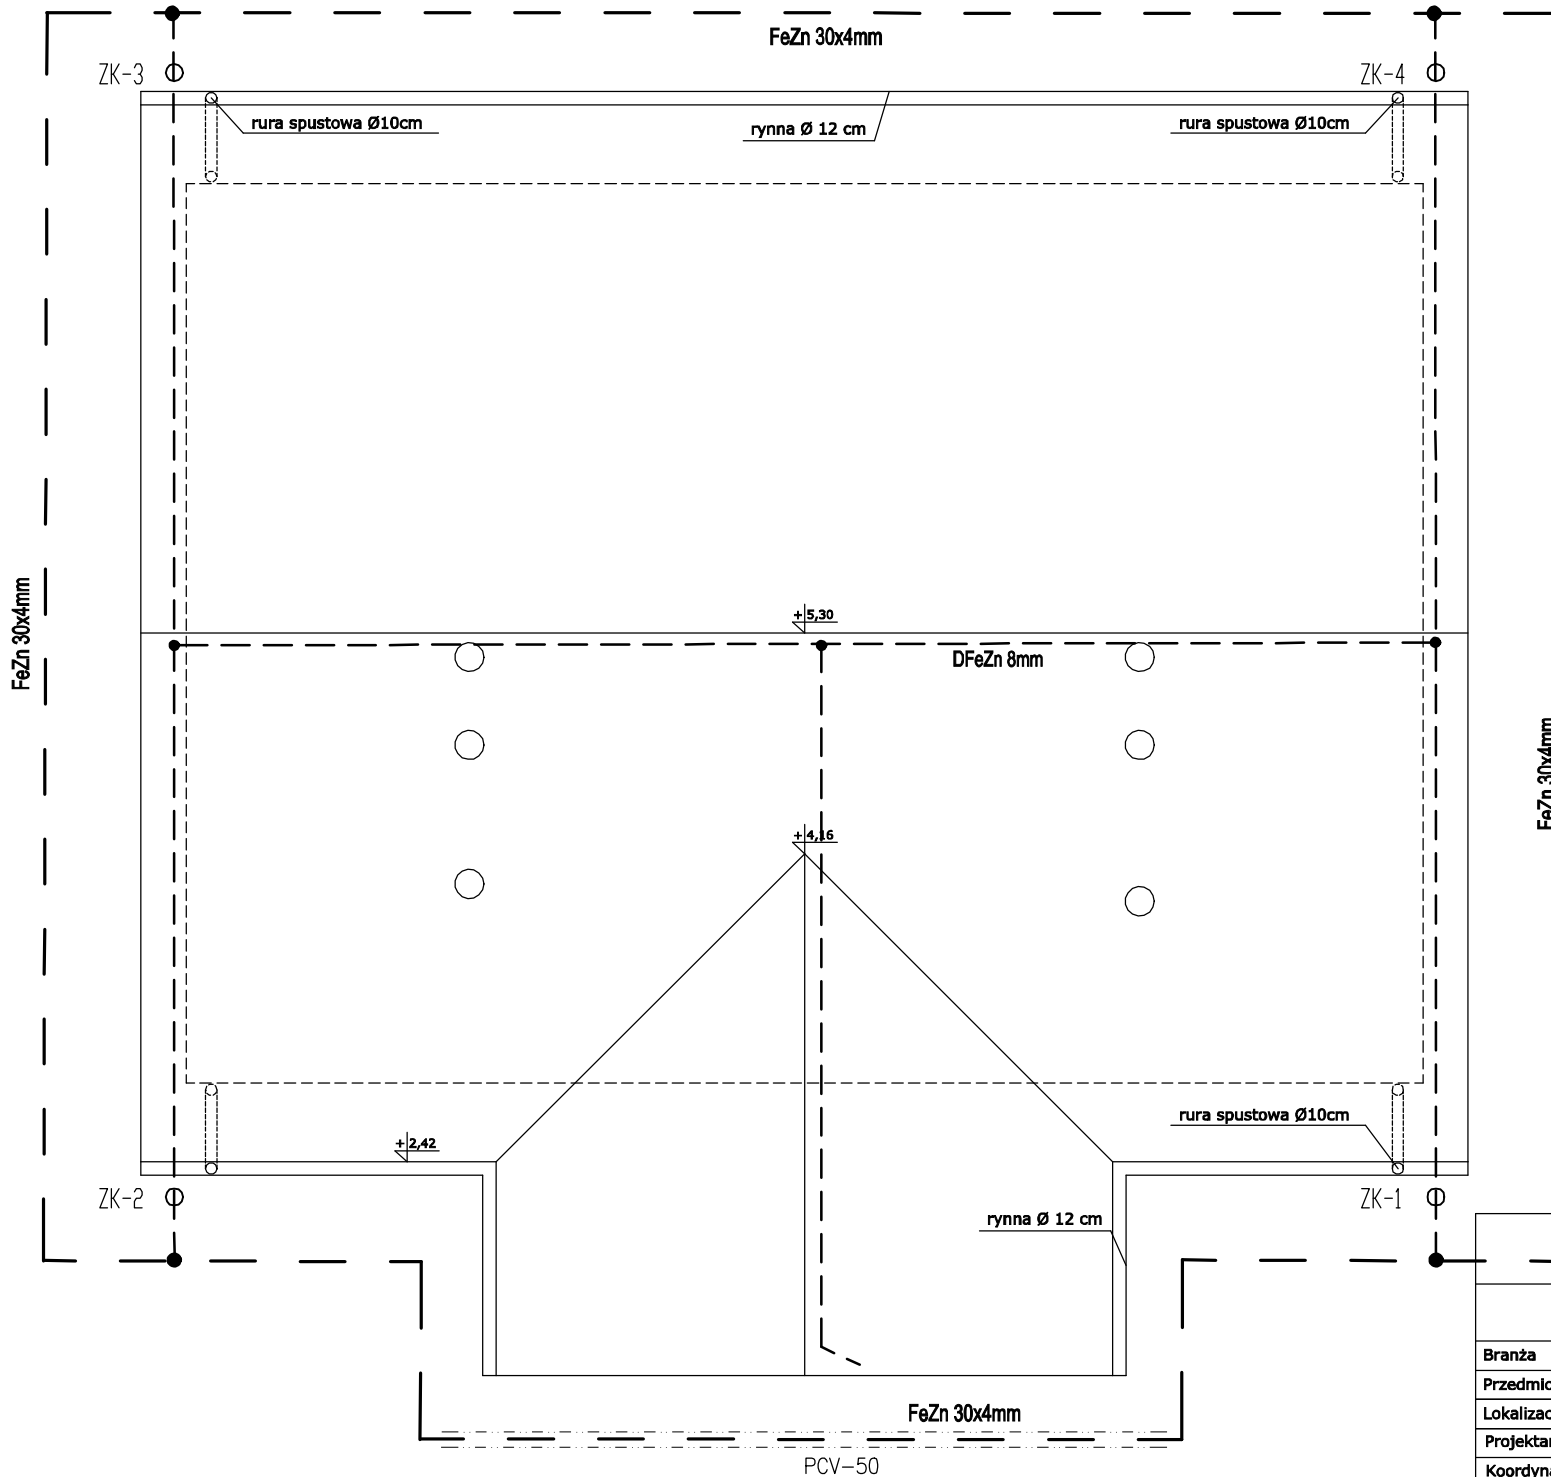 FeZn 30x4mm
ZK-3
ZK-4
rura spustowa Ø10cm
rynna Ø 12 cm
rura spustowa Ø10cm
FeZn 30x4mm
+5,30
DFeZn 8mm
FeZn 30x4mm
+4,16
rura spustowa Ø10cm
+2,42
ZK-2
ZK-1
rynna Ø 12 cm
Branża
FeZn 30x4mm
PCV-50